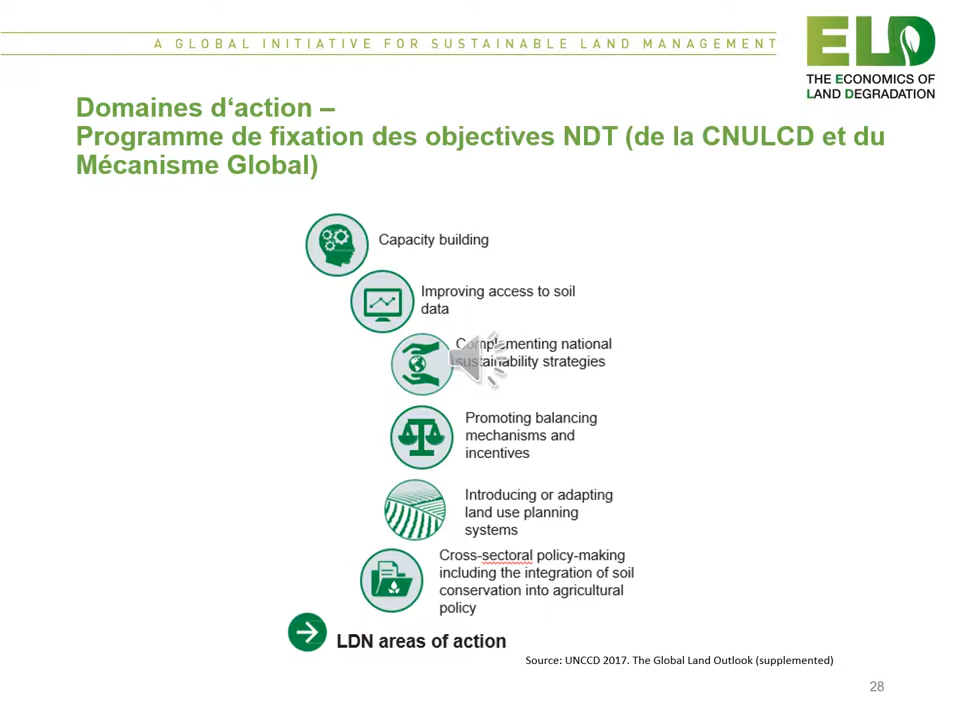 A GLOBAL INITIATIVE FOR SUSTAINABLE LAND MANAGEMENT
ELD
THE ECONOMICS OF
LAND DEGRADATION
Domaines d‘action –
Programme de fixation des objectives NDT (de la CNULCD et du
Mécanisme Global)
Capacity building
Improving access to soil
data
Complementing national
sustainability strategies
Promoting balancing
mechanisms and
incentives
Introducing or adapting
land use planning
systems
Cross-sectoral policy-making
including the integration of soil
conservation into agricultural
policy
LDN areas of action
Source: UNCCD 2017. The Global Land Outlook (supplemented)
28